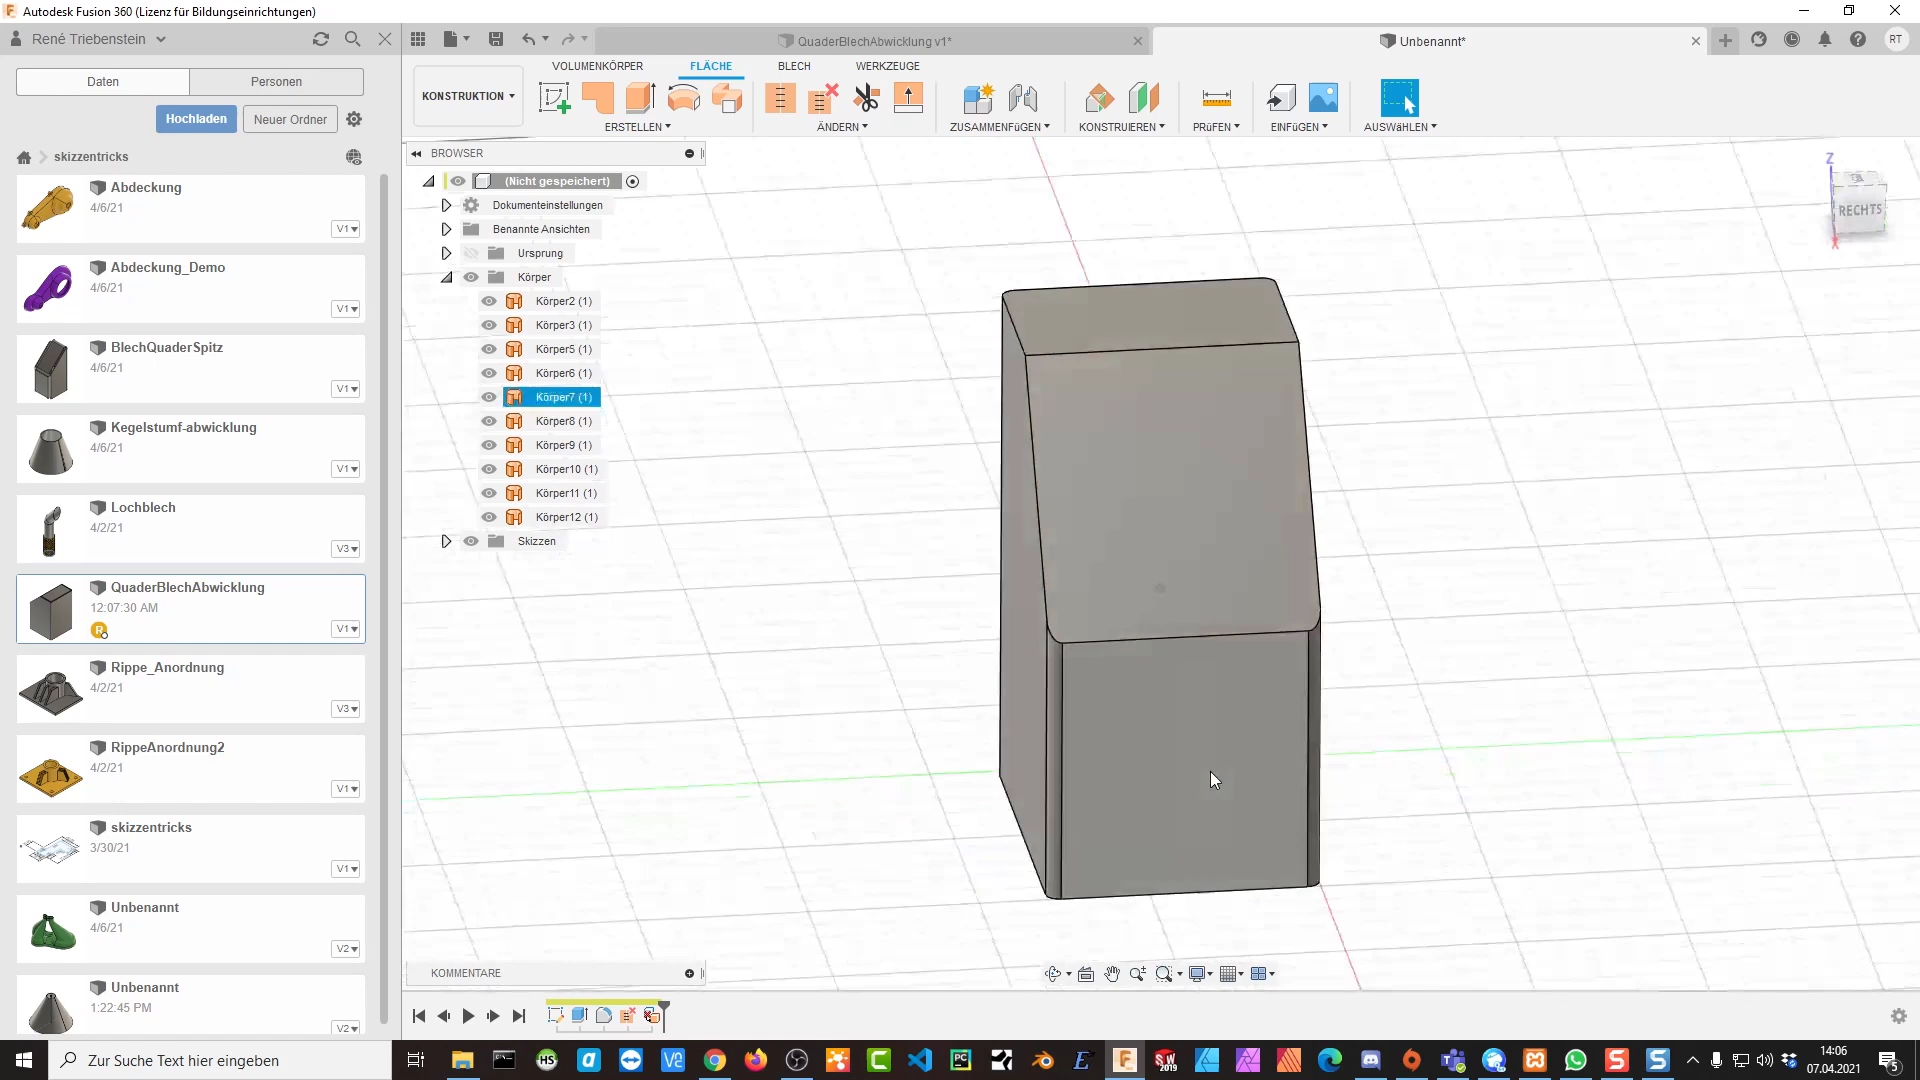 Autodesk Fusion 360 (Lizenz für Bildungseinrichtungen)
René Triebenstein
QuaderBlechAbwicklung v1*
Unbenannt*
RT
Daten
Personen
Hochladen
Neuer Ordner
skizzentricks
VOLUMENKÖRPER
FLÄCHE
BLECH
WERKZEUGE
KONSTRUKTION
ERSTELLEN
ÄNDERN
ZUSAMMENFüGEN
KONSTRUIEREN
PRüFEN
EINFüGEN
AUSWäHLEN
BROWSER
(Nicht gespeichert)
Dokumenteinstellungen
Benannte Ansichten
Ursprung
Körper
Körper2 (1)
Körper3 (1)
Körper5 (1)
Körper6 (1)
Körper7 (1)
Körper8 (1)
Körper9 (1)
Körper10 (1)
Körper11 (1)
Körper12 (1)
Skizzen
Abdeckung
4/6/21
V1
Abdeckung_Demo
4/6/21
V1
BlechQuaderSpitz
4/6/21
V1
Kegelstumf-abwicklung
4/6/21
V1
Lochblech
4/2/21
V3
QuaderBlechAbwicklung
12:07:30 AM
V1
Rippe_Anordnung
4/2/21
V3
RippeAnordnung2
4/2/21
V1
skizzentricks
3/30/21
V1
Unbenannt
4/6/21
V2
Unbenannt
1:22:45 PM
V2
Z
RECHTS
X
KOMMENTARE
Zur Suche Text hier eingeben
14:06
07.04.2021
5